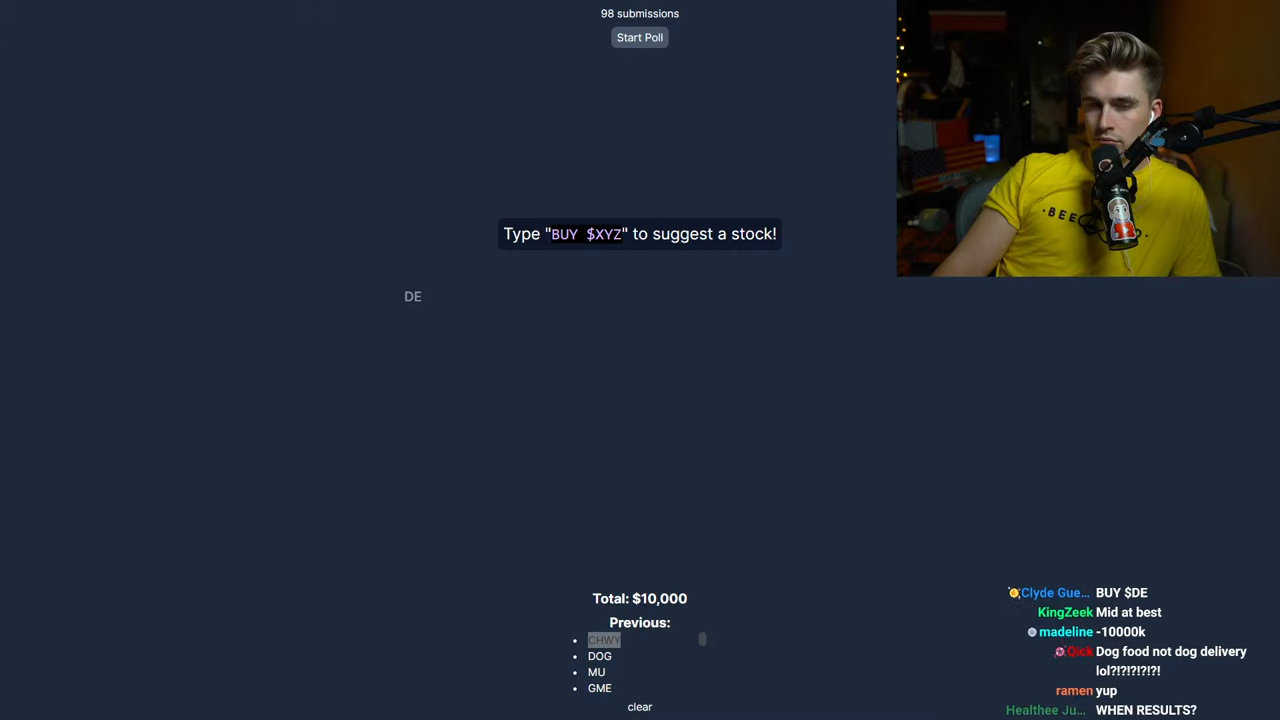 98 submissions
Start Poll
Type "BUY $XYZ" to suggest a stock!
DE
Total: $10,000
Previous:
• CHWY
• DOG
• MU
• GME
clear
Clyde Gue... BUY $DE
KingZeek Mid at best
madeline -10000k
Qick Dog food not dog delivery
lol?!?!?!?!?!
ramen yup
Healthee Ju... WHEN RESULTS?